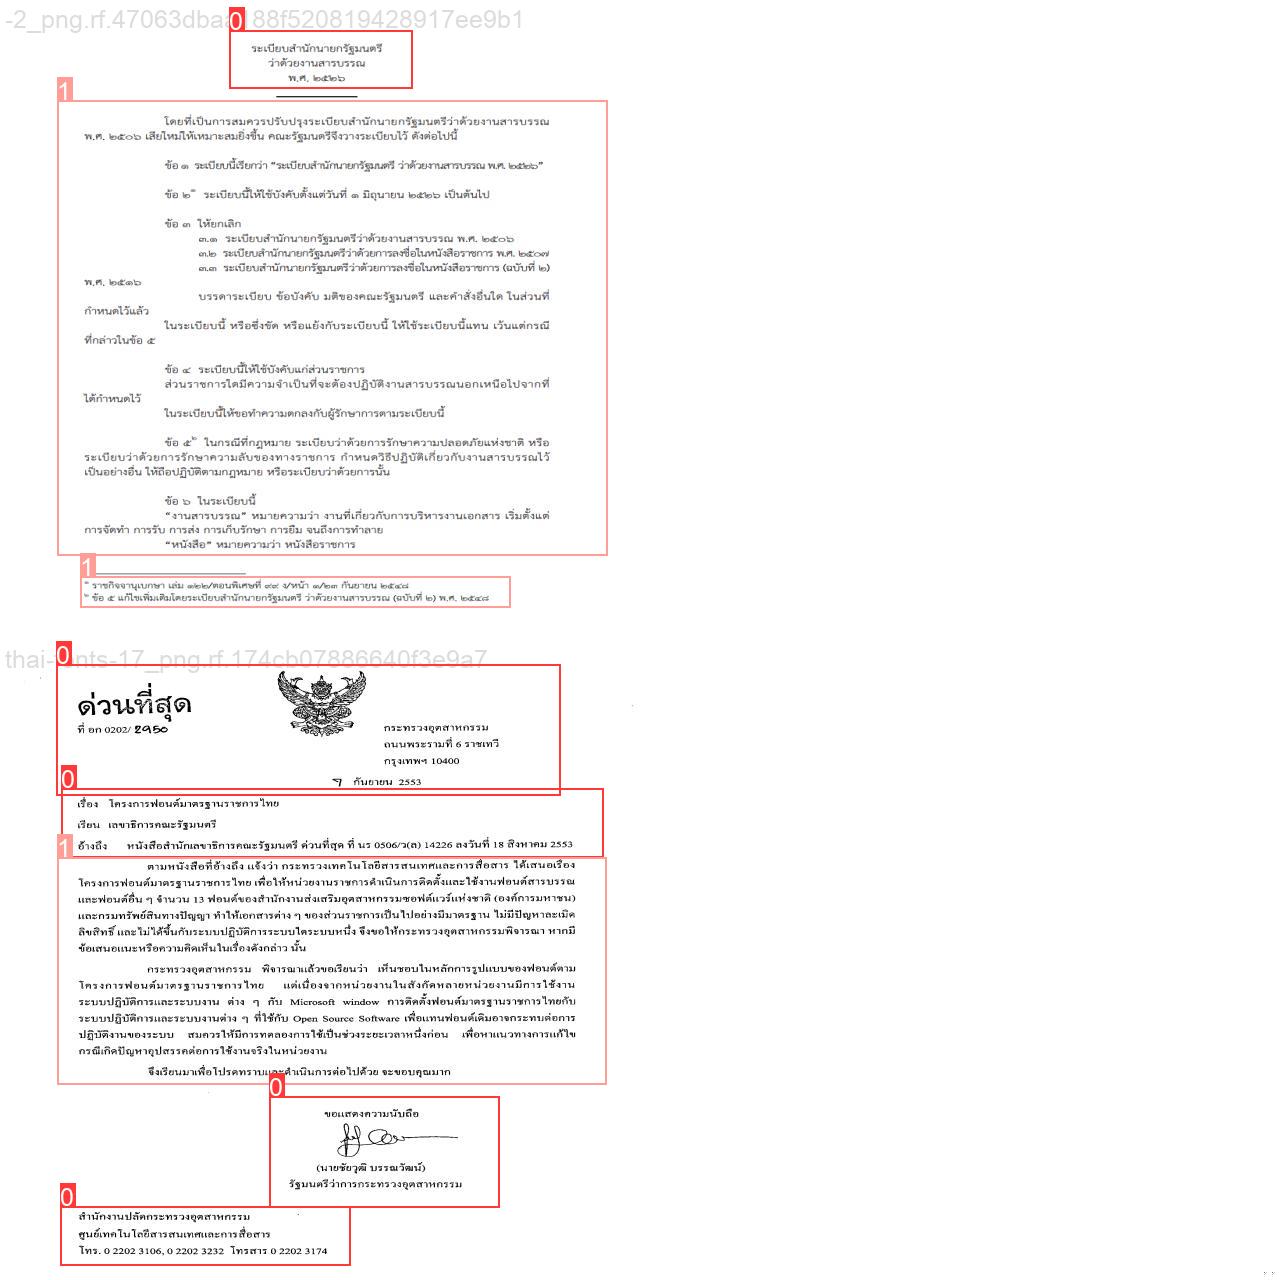 -2_png.rf.47063dbaa188f520819428917ee9b1
0
ระเบียบสำนักนายกรัฐมนตรี
ว่าด้วยงานสารบรรณ
พ.ศ. ๒๕๒๖
1
โดยที่เป็นการสมควรปรับปรุงระเบียบสำนักนายกรัฐมนตรีว่าด้วยงานสารบรรณ
พ.ศ. ๒๕๐๖ เสียใหม่ให้เหมาะสมยิ่งขึ้น คณะรัฐมนตรีจึงวางระเบียบไว้ ดังต่อไปนี้
ข้อ ๑ ระเบียบนี้เรียกว่า “ระเบียบสำนักนายกรัฐมนตรี ว่าด้วยงานสารบรรณ พ.ศ. ๒๕๒๖”
ข้อ ๒๑ ระเบียบนี้ให้ใช้บังคับตั้งแต่วันที่ ๑ มิถุนายน ๒๕๒๖ เป็นต้นไป
ข้อ ๓ ให้ยกเลิก
๓.๑ ระเบียบสำนักนายกรัฐมนตรีว่าด้วยงานสารบรรณ พ.ศ. ๒๕๐๖
๓.๒ ระเบียบสำนักนายกรัฐมนตรีว่าด้วยการลงชื่อในหนังสือราชการ พ.ศ. ๒๕๐๗
๓.๓ ระเบียบสำนักนายกรัฐมนตรีว่าด้วยการลงชื่อในหนังสือราชการ (ฉบับที่ ๒)
พ.ศ. ๒๕๑๖
บรรดาระเบียบ ข้อบังคับ มติของคณะรัฐมนตรี และคำสั่งอื่นใด ในส่วนที่
กำหนดไว้แล้ว
ในระเบียบนี้ หรือซึ่งขัด หรือแย้งกับระเบียบนี้ ให้ใช้ระเบียบนี้แทน เว้นแต่กรณี
ที่กล่าวในข้อ ๕
ข้อ ๔ ระเบียบนี้ให้ใช้บังคับแก่ส่วนราชการ
ส่วนราชการใดมีความจำเป็นที่จะต้องปฏิบัติงานสารบรรณนอกเหนือไปจากที่
ได้กำหนดไว้
ในระเบียบนี้ให้ขอทำความตกลงกับผู้รักษาการตามระเบียบนี้
ข้อ ๕๒ ในกรณีที่กฎหมาย ระเบียบว่าด้วยการรักษาความปลอดภัยแห่งชาติ หรือ
ระเบียบว่าด้วยการรักษาความลับของทางราชการ กำหนดวิธีปฏิบัติเกี่ยวกับงานสารบรรณไว้
เป็นอย่างอื่น ให้ถือปฏิบัติตามกฎหมาย หรือระเบียบว่าด้วยการนั้น
ข้อ ๖ ในระเบียบนี้
“งานสารบรรณ” หมายความว่า งานที่เกี่ยวกับการบริหารงานเอกสาร เริ่มตั้งแต่
การจัดทำ การรับ การส่ง การเก็บรักษา การยืม จนถึงการทำลาย
“หนังสือ” หมายความว่า หนังสือราชการ
1
๑ ราชกิจจานุเบกษา เล่ม ๑๒๒/ตอนพิเศษที่ ๙๙ ง/หน้า ๑/๒๓ กันยายน ๒๕๔๘
๒ ข้อ ๕ แก้ไขเพิ่มเติมโดยระเบียบสำนักนายกรัฐมนตรี ว่าด้วยงานสารบรรณ (ฉบับที่ ๒) พ.ศ. ๒๕๔๘
thai-fonts-17_png.rf.174cb07886640f3e9a7
0
ด่วนที่สุด
ที่ อก 0202/ 2950
กระทรวงอุตสาหกรรม
ถนนพระรามที่ 6 ราชเทวี
กรุงเทพฯ 10400
กันยายน 2553
0
เรื่อง โครงการฟอนต์มาตรฐานราชการไทย
เรียน เลขาธิการคณะรัฐมนตรี
อ้างถึง หนังสือสำนักเลขาธิการคณะรัฐมนตรี ด่วนที่สุด ที่ นร 0506/ว(ล) 14226 ลงวันที่ 18 สิงหาคม 2553
1
ตามหนังสือที่อ้างถึง แจ้งว่า กระทรวงเทคโนโลยีสารสนเทศและการสื่อสาร ได้เสนอเรื่อง
โครงการฟอนต์มาตรฐานราชการไทย เพื่อให้หน่วยงานราชการดำเนินการติดตั้งและใช้งานฟอนต์สารบรรณ
และฟอนต์อื่น ๆ จำนวน 13 ฟอนต์ของสำนักงานส่งเสริมอุตสาหกรรมซอฟต์แวร์แห่งชาติ (องค์การมหาชน)
และกรมทรัพย์สินทางปัญญา ทำให้เอกสารต่าง ๆ ของส่วนราชการเป็นไปอย่างมีมาตรฐาน ไม่มีปัญหาละเมิด
ลิขสิทธิ์ และไม่ได้ขึ้นกับระบบปฏิบัติการระบบใดระบบหนึ่ง จึงขอให้กระทรวงอุตสาหกรรมพิจารณา หากมี
ข้อเสนอแนะหรือความคิดเห็นในเรื่องดังกล่าว นั้น
กระทรวงอุตสาหกรรม พิจารณาแล้วขอเรียนว่า เห็นชอบในหลักการรูปแบบของฟอนต์ตาม
โครงการฟอนต์มาตรฐานราชการไทย แต่เนื่องจากหน่วยงานในสังกัดหลายหน่วยงานมีการใช้งาน
ระบบปฏิบัติการและระบบงาน ต่าง ๆ กับ Microsoft window การติดตั้งฟอนต์มาตรฐานราชการไทยกับ
ระบบปฏิบัติการและระบบงานต่าง ๆ ที่ใช้กับ Open Source Software เพื่อแทนฟอนต์เดิมอาจกระทบต่อการ
ปฏิบัติงานของระบบ สมควรให้มีการทดลองการใช้เป็นช่วงระยะเวลาหนึ่งก่อน เพื่อหาแนวทางการแก้ไข
กรณีเกิดปัญหาอุปสรรคต่อการใช้งานจริงในหน่วยงาน
จึงเรียนมาเพื่อโปรดทราบและดำเนินการต่อไปด้วย จะขอบคุณมาก
0
ขอแสดงความนับถือ
(นายชัยวุฒิ บรรณวัฒน์)
รัฐมนตรีว่าการกระทรวงอุตสาหกรรม
0
สำนักงานปลัดกระทรวงอุตสาหกรรม
ศูนย์เทคโนโลยีสารสนเทศและการสื่อสาร
โทร. 0 2202 3106, 0 2202 3232 โทรสาร 0 2202 3174